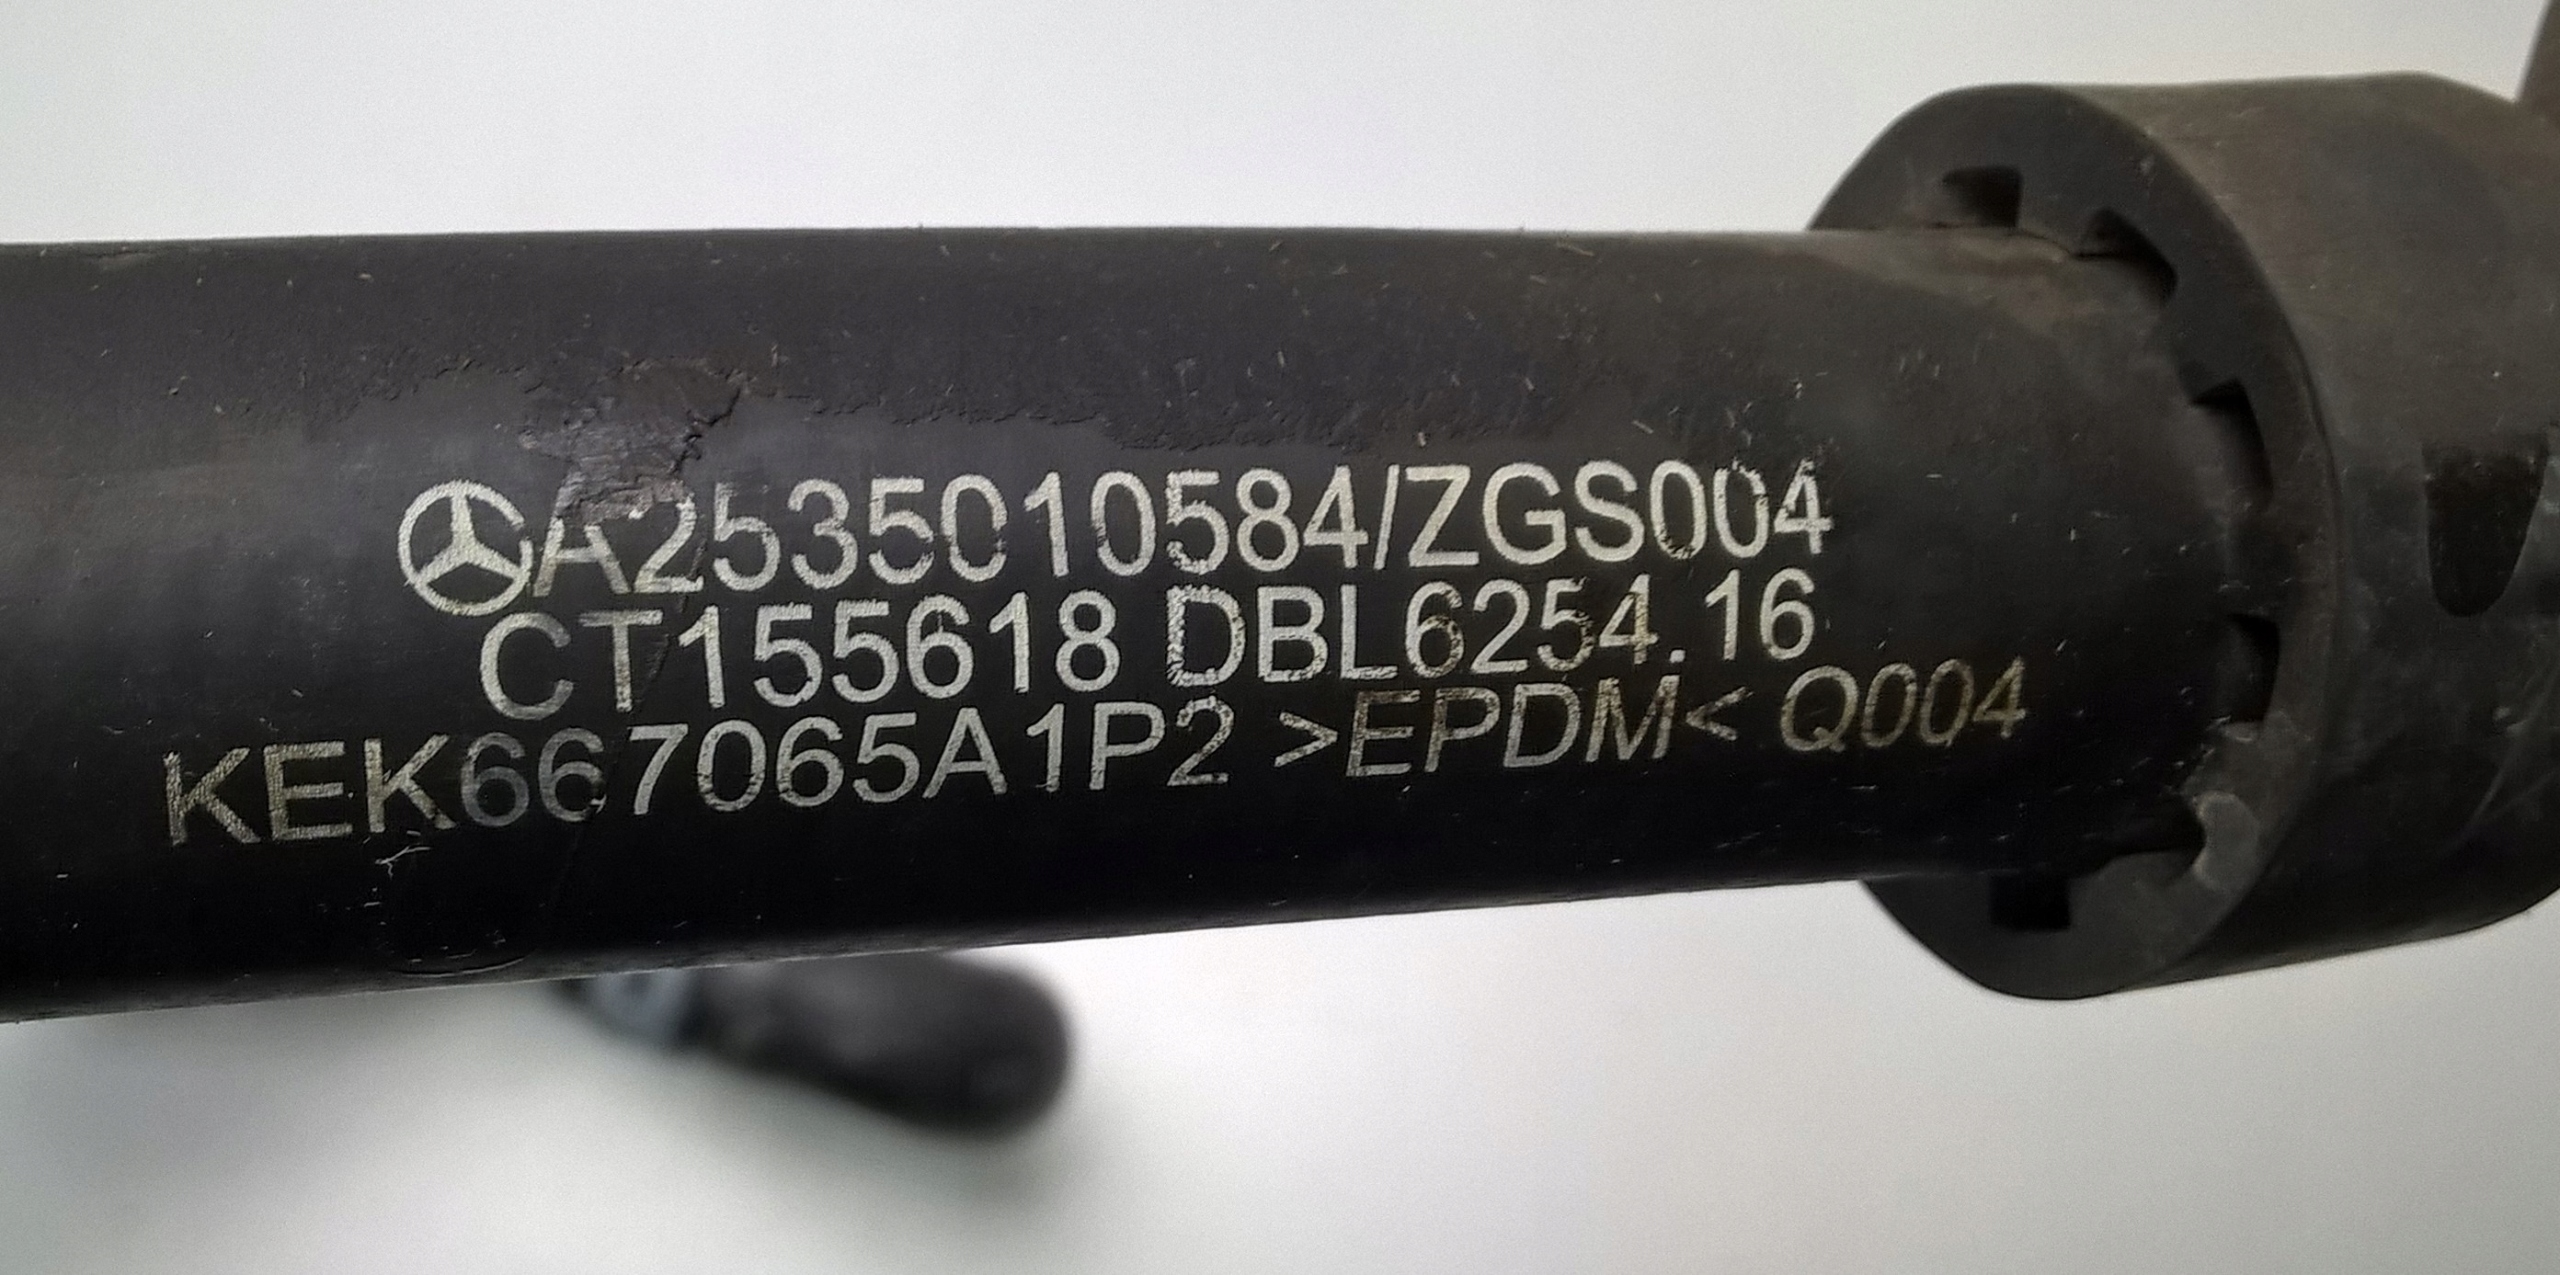 A2535010584/ZGS004
CT155618 DBL6254.16
KEK667065A1P2 >EPDM< Q004